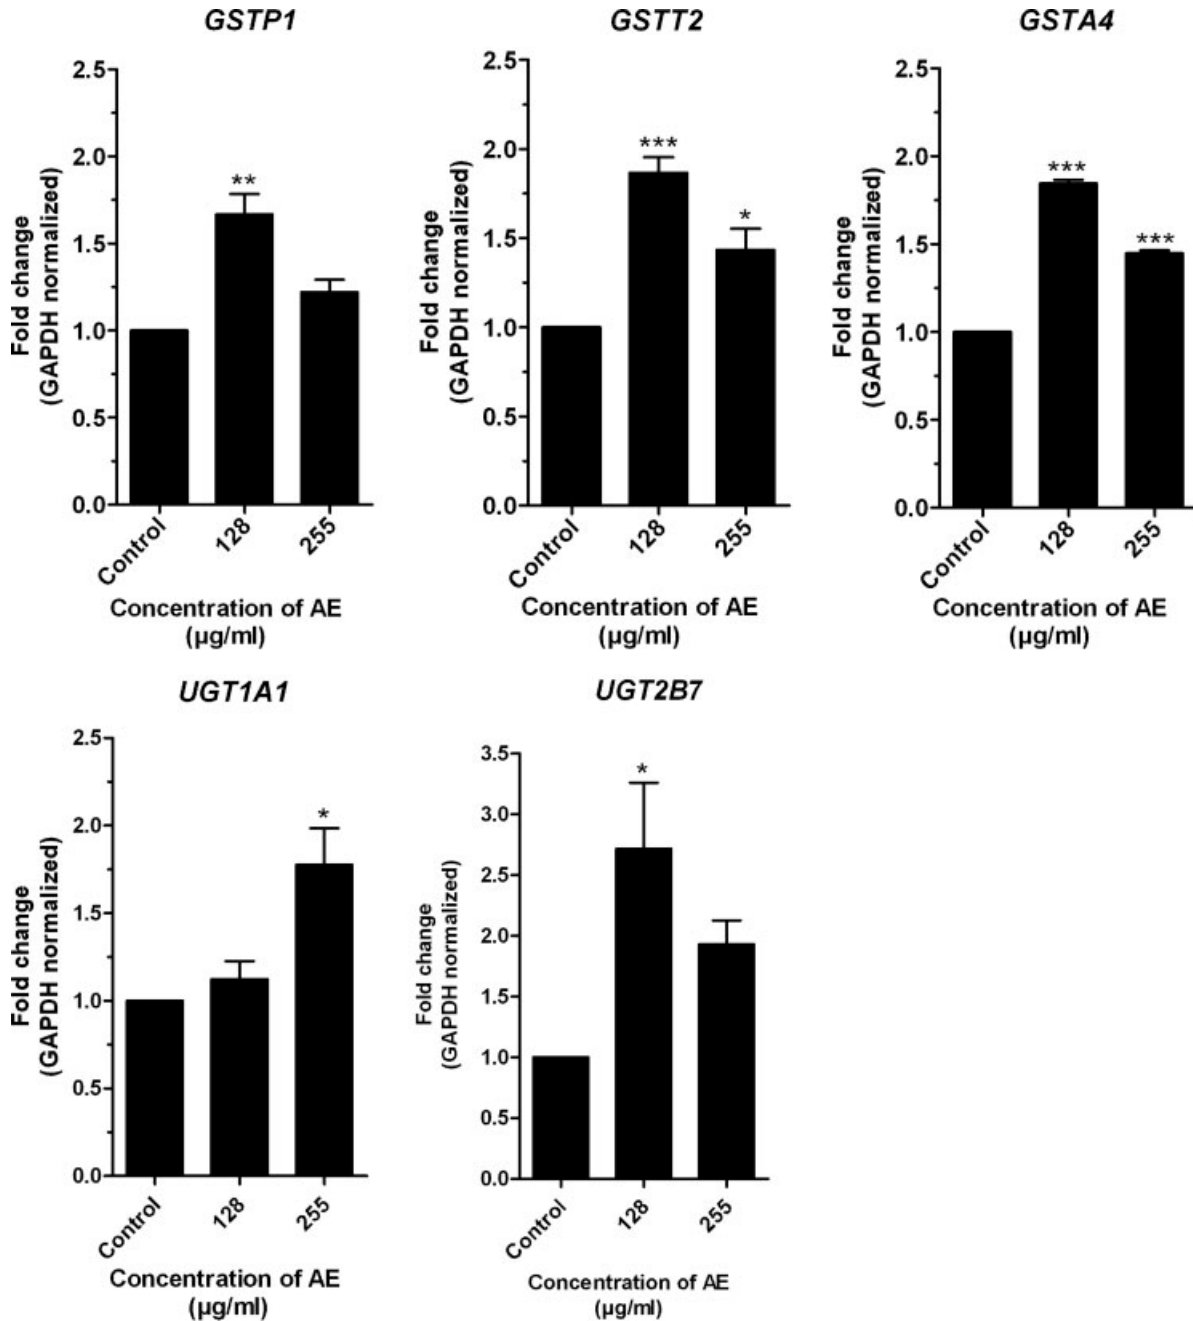 GSTP1
GSTT2
GSTA4
2.5
2.0
1.5
1.0
0.5
0.0
Fold change
(GAPDH normalized)
**
Control
128
255
Concentration of AE
(µg/ml)
2.5
2.0
1.5
1.0
0.5
0.0
Fold change
(GAPDH normalized)
***
*
Control
128
255
Concentration of AE
(µg/ml)
2.5
2.0
1.5
1.0
0.5
0.0
Fold change
(GAPDH normalized)
***
***
Control
128
255
Concentration of AE
(µg/ml)
UGT1A1
UGT2B7
2.5
2.0
1.5
1.0
0.5
0.0
Fold change
(GAPDH normalized)
*
Control
128
255
Concentration of AE
(µg/ml)
3.5
3.0
2.5
2.0
1.5
1.0
0.5
0.0
Fold change
(GAPDH normalized)
*
Control
128
255
Concentration of AE
(µg/ml)